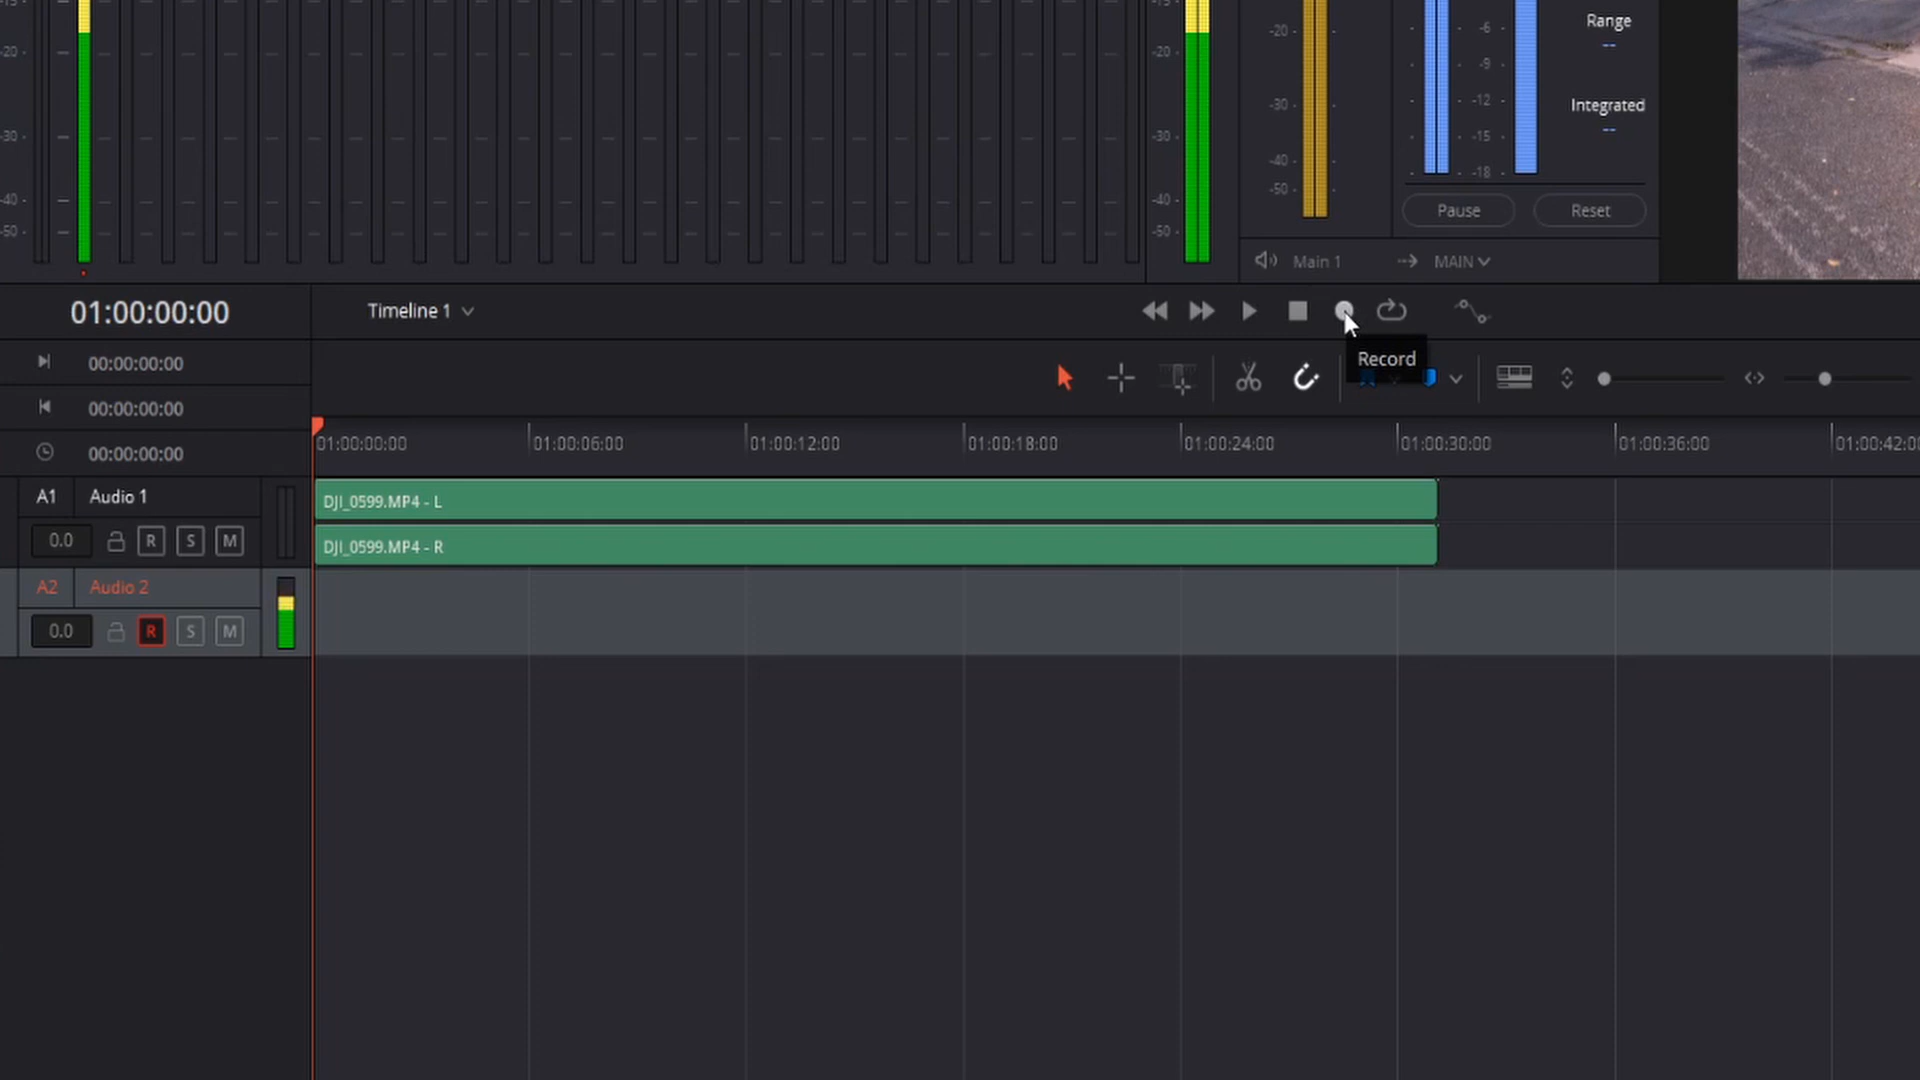 -15
-20
-30
-40
-50
-15
-20
-30
-40
-50
-20
-30
-40
-50
-6
-9
-12
-15
-18
Range
--
Integrated
--
Pause
Reset
Main 1
MAIN
01:00:00:00
Timeline 1
Record
00:00:00:00
00:00:00:00
00:00:00:00
01:00:00:00
01:00:06:00
01:00:12:00
01:00:18:00
01:00:24:00
01:00:30:00
01:00:36:00
01:00:42:0
A1 Audio 1
0.0 R S M
DJI_0599.MP4 - L
DJI_0599.MP4 - R
A2 Audio 2
0.0 R S M